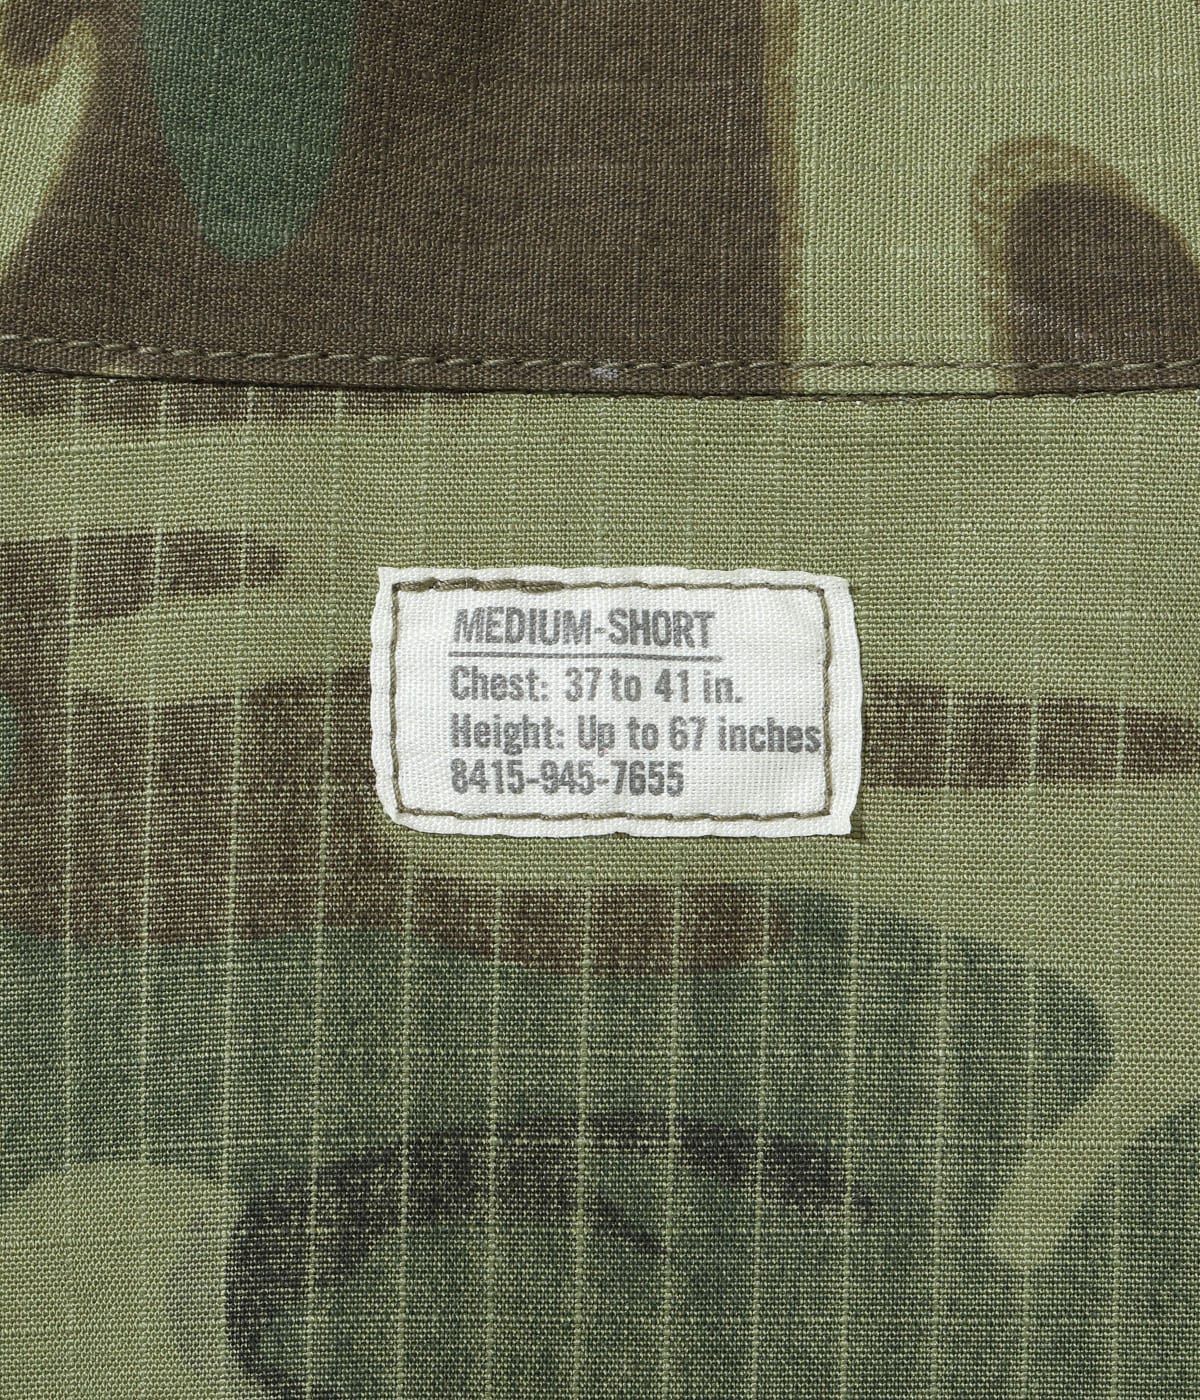 MEDIUM-SHORT
Chest: 37 to 41 in.
Height: Up to 67 inches
8415-945-7655